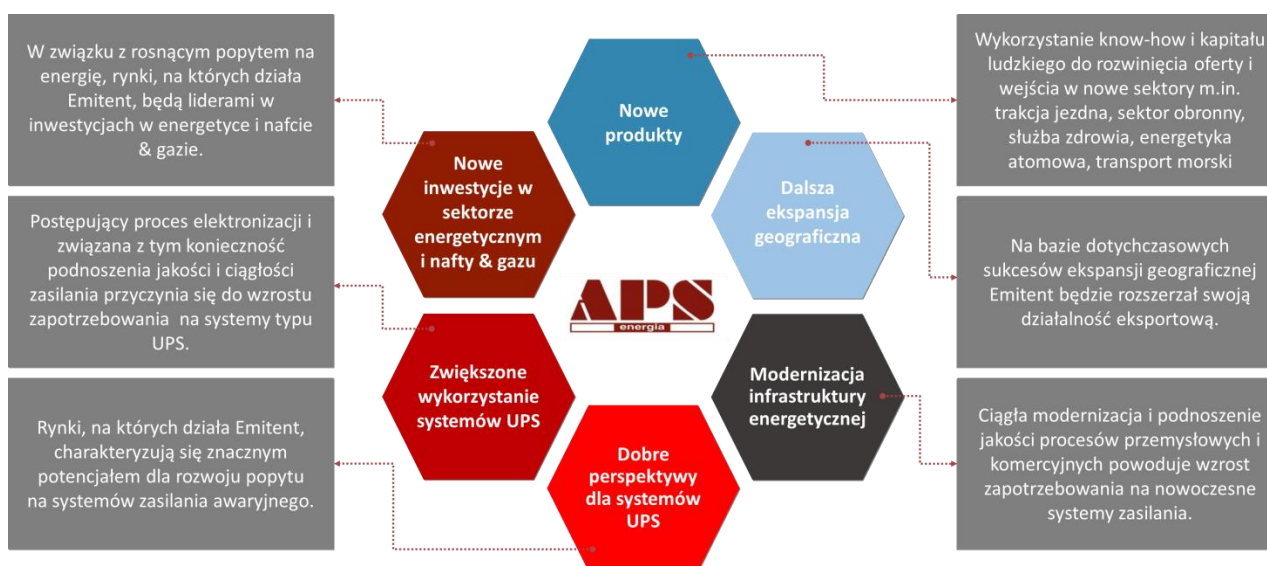 W związku z rosnącym popytem na
energię, rynki, na których działa
Emitent, będą liderami w
inwestycjach w energetyce i nafcie
& gazie.
Postępujący proces elektronizacji i
związana z tym konieczność
podnoszenia jakości i ciągłości
zasilania przyczynia się do wzrostu
zapotrzebowania na systemy typu
UPS.
Rynki, na których działa Emitent,
charakteryzują się znacznym
potencjałem dla rozwoju popytu
na systemów zasilania awaryjnego.
Nowe
produkty
Nowe
inwestycje w
sektorze
energetycznym
i nafty & gazu
Dalsza
ekspansja
geograficzna
APS
energia
Zwiększone
wykorzystanie
systemów UPS
Modernizacja
infrastruktury
energetycznej
Dobre
perspektywy
dla systemów
UPS
Wykorzystanie know-how i kapitału
ludzkiego do rozwinięcia oferty i
wejścia w nowe sektory m.in.
trakcja jezdna, sektor obronny,
służba zdrowia, energetyka
atomowa, transport morski
Na bazie dotychczasowych
sukcesów ekspansji geograficznej
Emitent będzie rozszerzał swoją
działalność eksportową.
Ciągła modernizacja i podnoszenie
jakości procesów przemysłowych i
komercyjnych powoduje wzrost
zapotrzebowania na nowoczesne
systemy zasilania.